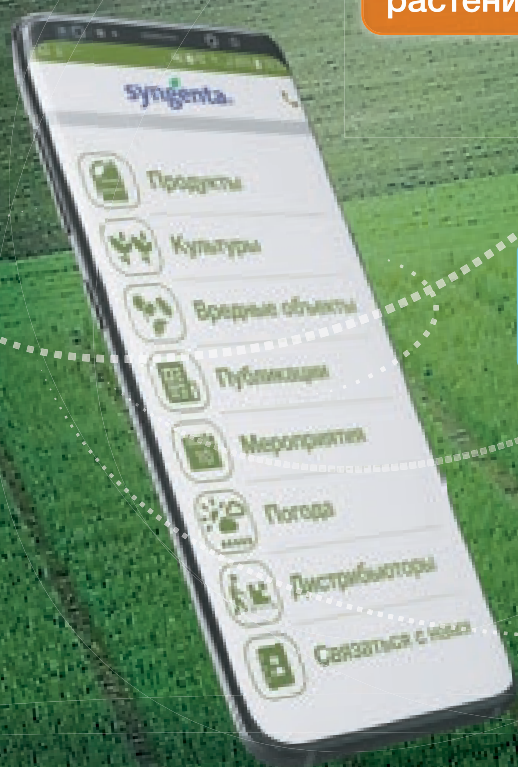 растени
syngenta.
Продукты
Культуры
Вредные объекты
Публикации
Мероприятия
Погода
Дистрибьюторы
Связаться с нами